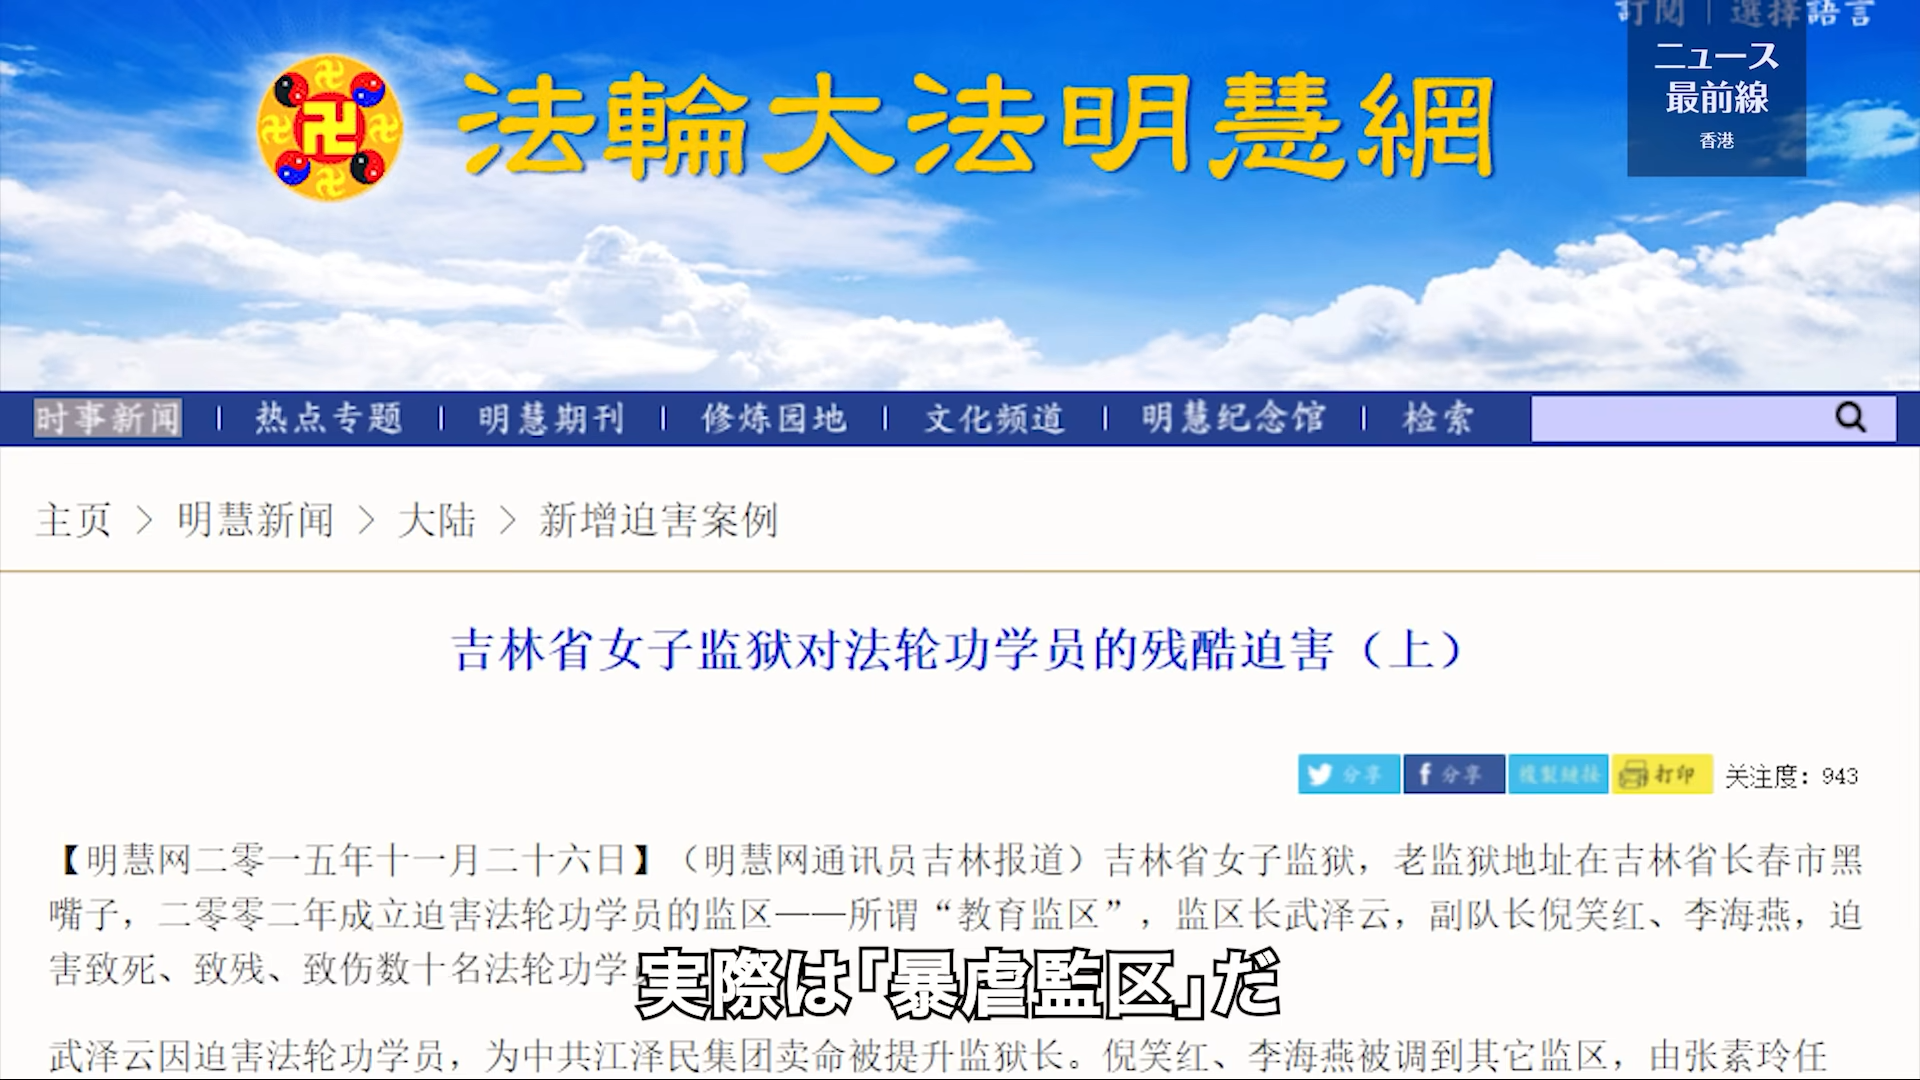 訂閱 | 選擇語言
ニュース
最前線
香港
法輪大法明慧網
时事新闻 | 热点专题 | 明慧期刊 | 修炼园地 | 文化频道 | 明慧纪念馆 | 检索
主页 > 明慧新闻 > 大陆 > 新增迫害案例
吉林省女子监狱对法轮功学员的残酷迫害（上）
分享 分享 複製鏈接 打印 关注度：943
【明慧网二零一五年十一月二十六日】（明慧网通讯员吉林报道）吉林省女子监狱，老监狱地址在吉林省长春市黑
嘴子，二零零二年成立迫害法轮功学员的监区——所谓“教育监区”，监区长武泽云，副队长倪笑红、李海燕，迫
害致死、致残、致伤数十名法轮功学
実際は「暴虐監区」だ
武泽云因迫害法轮功学员，为中共江泽民集团卖命被提升监狱长。倪笑红、李海燕被调到其它监区，由张素玲任